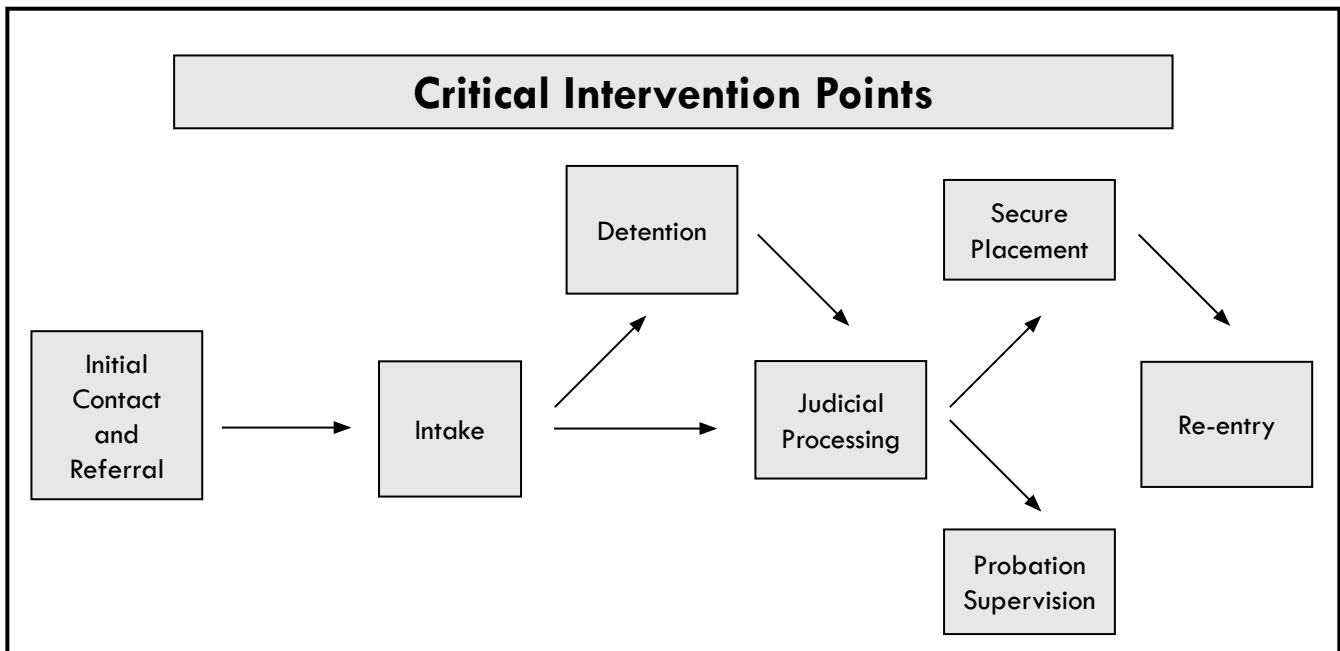 Critical Intervention Points
Detention
Secure
Placement
Initial
Contact
and
Referral
Intake
Judicial
Processing
Re-entry
Probation
Supervision